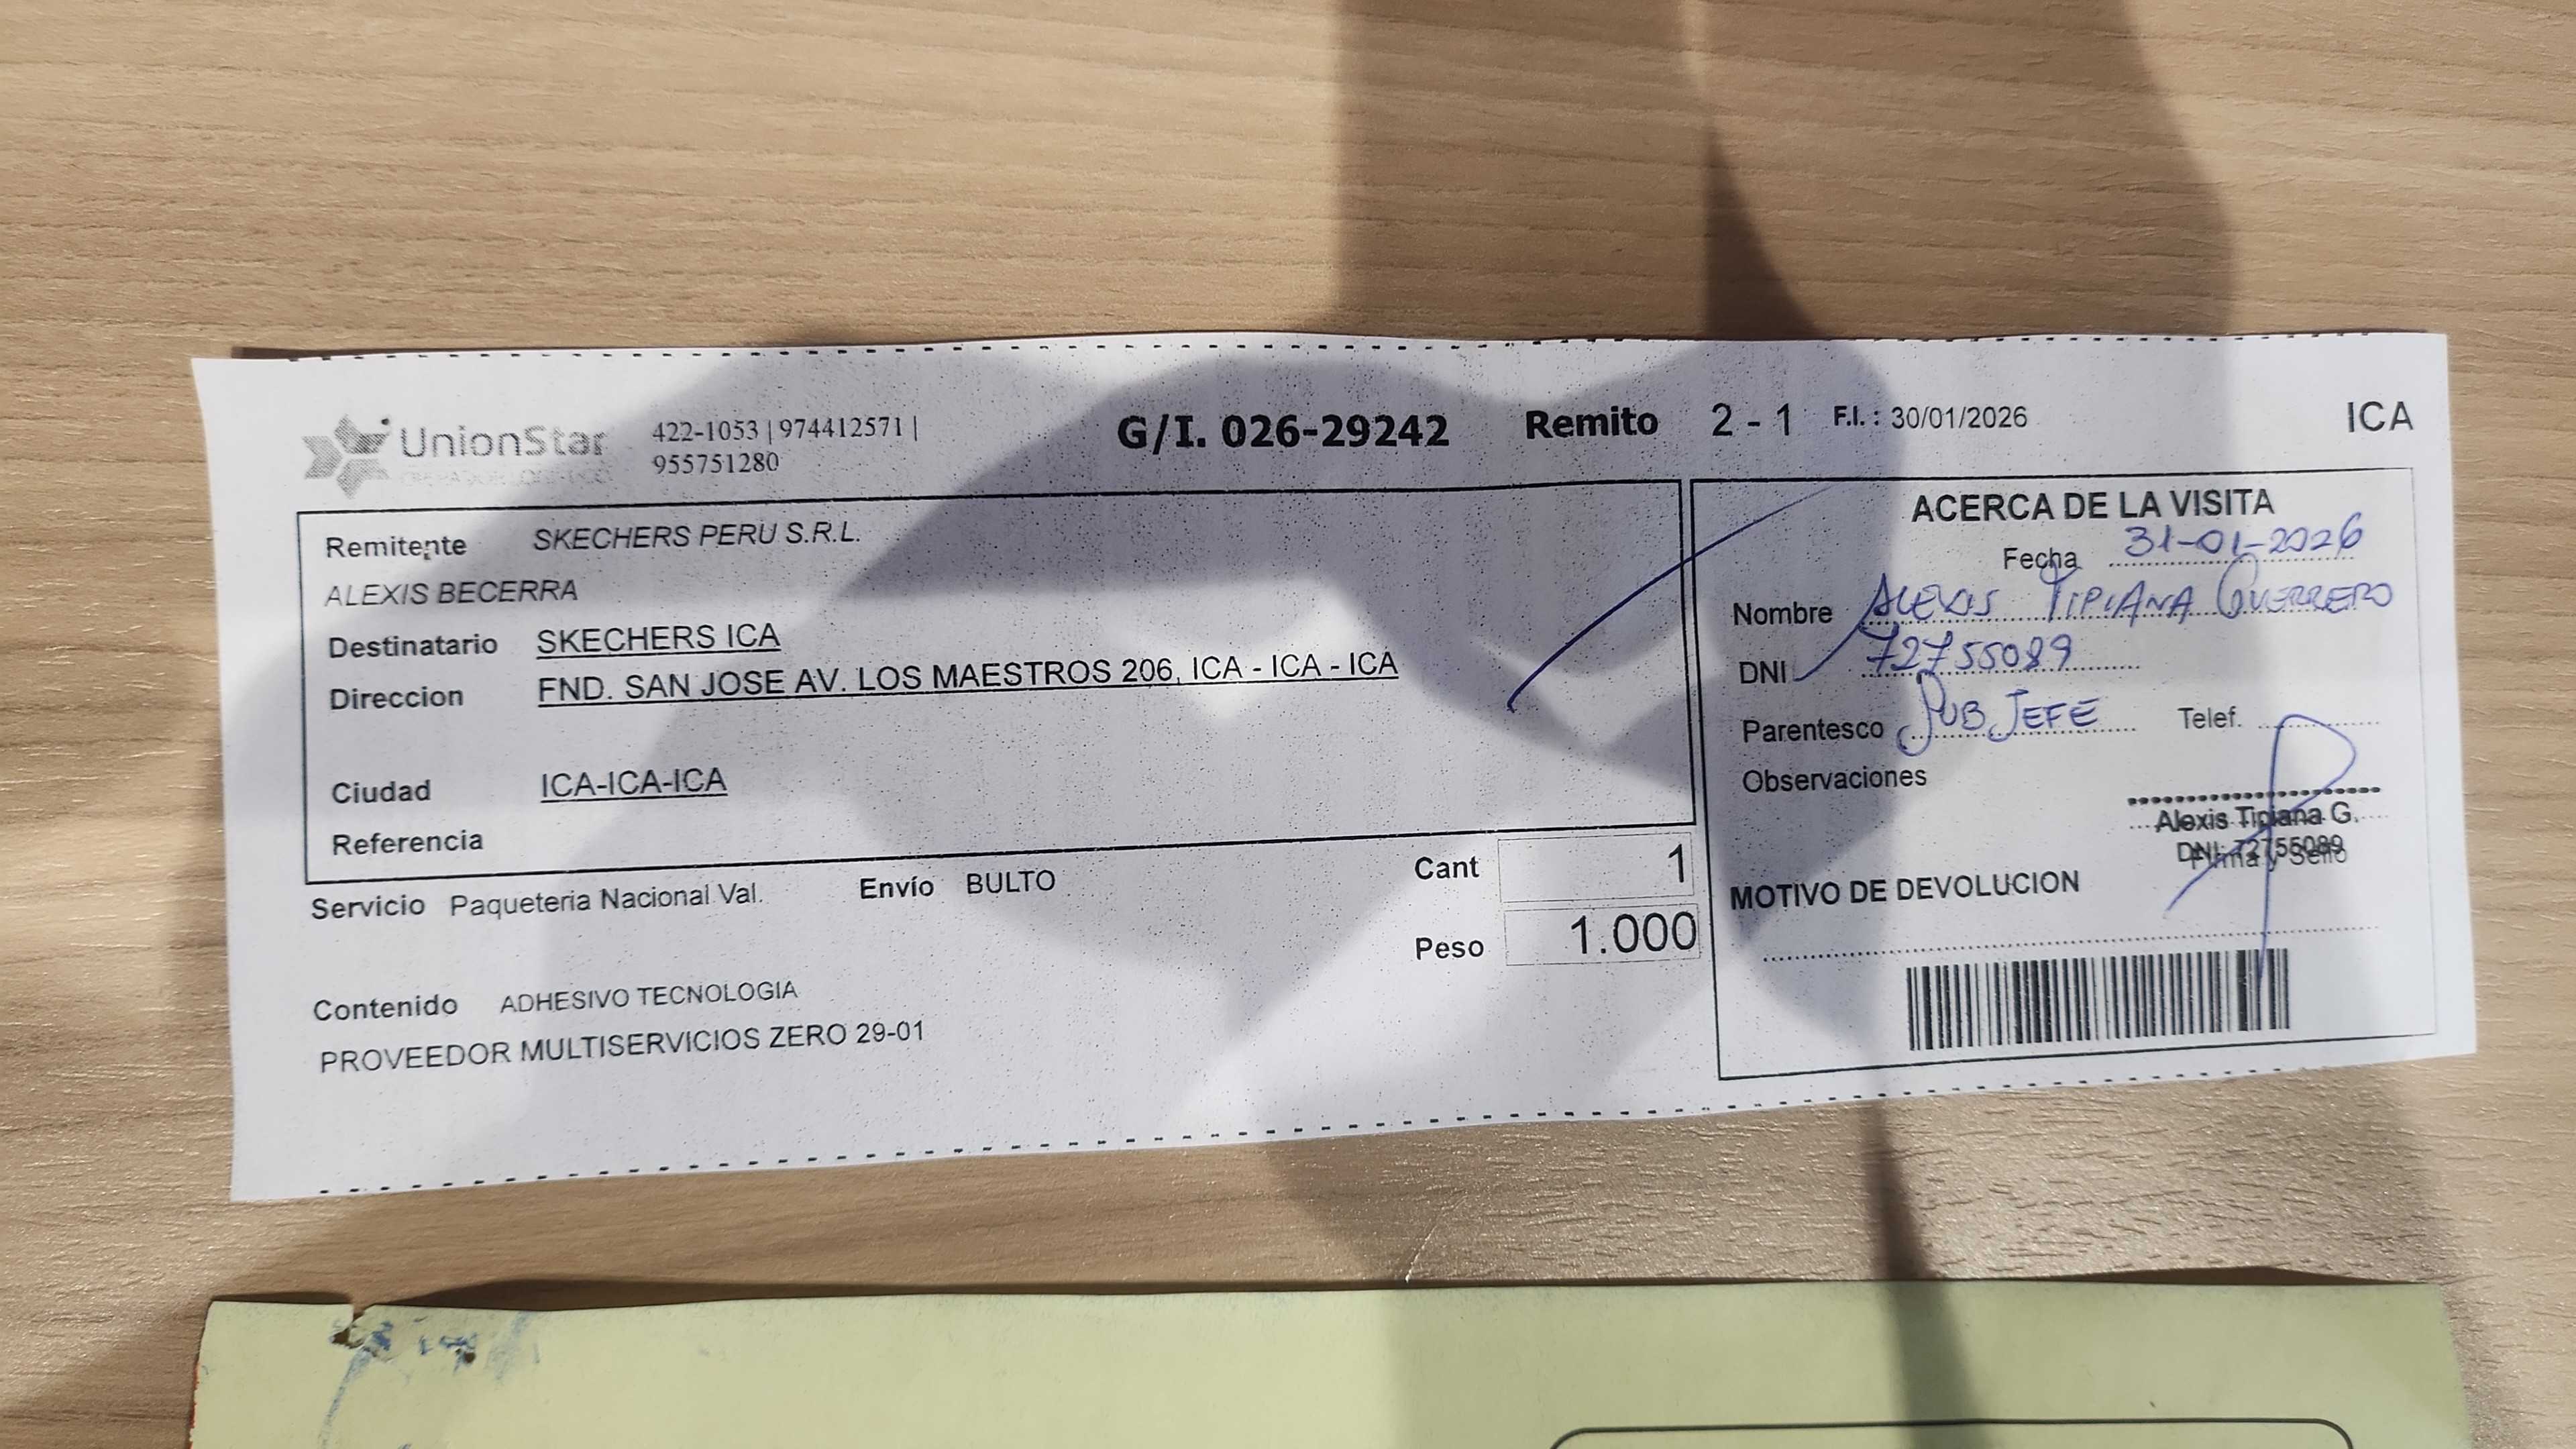 UnionStar
422-1053 | 974412571 |
955751280
G/I. 026-29242 Remito 2 - 1 F.I. : 30/01/2026 ICA
Remitente SKECHERS PERU S.R.L.
ALEXIS BECERRA
Destinatario SKECHERS ICA
Direccion FND. SAN JOSE AV. LOS MAESTROS 206, ICA - ICA - ICA
Ciudad ICA-ICA-ICA
Referencia
Servicio Paqueteria Nacional Val. Envío BULTO
Cant 1
Peso 1.000
Contenido ADHESIVO TECNOLOGIA
PROVEEDOR MULTISERVICIOS ZERO 29-01
ACERCA DE LA VISITA
Fecha 31-01-2026
Nombre ALEXIS TIPIANA GUERRERO
DNI 72755089
Parentesco SUB JEFE Telef.
Observaciones
Alexis Tipiana G.
DNI: 72755089
Firma y Sello
MOTIVO DE DEVOLUCION